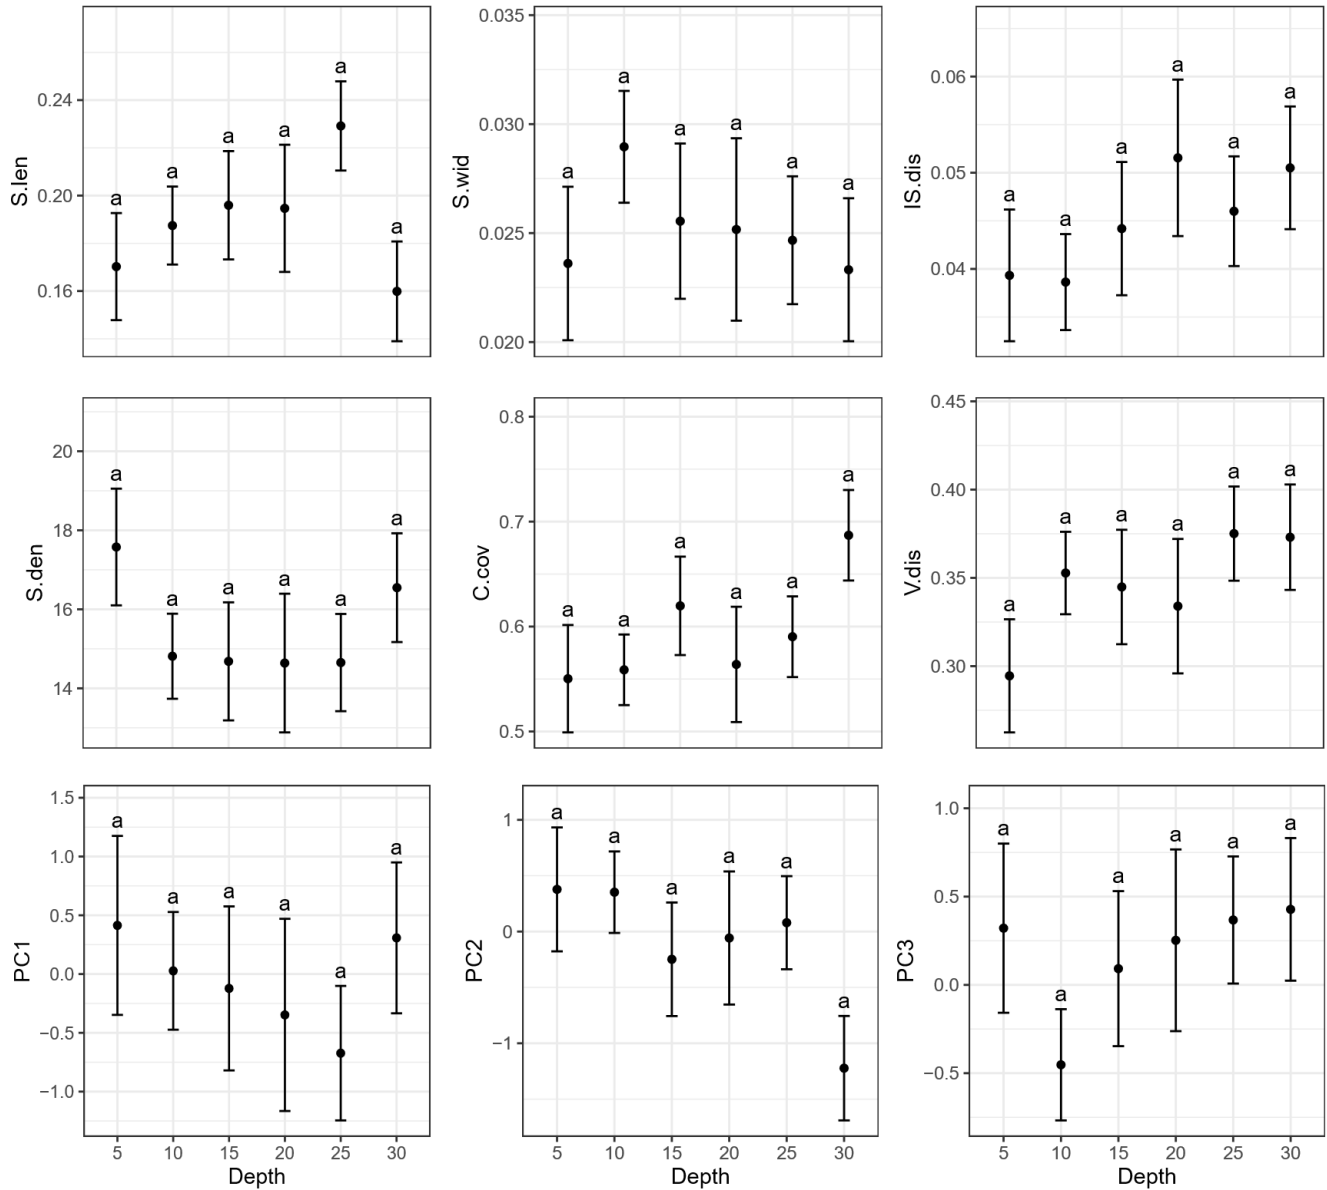 S.len
0.24
0.20
0.16
a a a a a a
S.wid
0.035
0.030
0.025
0.020
a a a a a a
IS.dis
0.06
0.05
0.04
a a a a a a
S.den
20
18
16
14
a a a a a a
C.cov
0.8
0.7
0.6
0.5
a a a a a a
V.dis
0.45
0.40
0.35
0.30
a a a a a a
PC1
1.5
1.0
0.5
0.0
−0.5
−1.0
a a a a a a
5 10 15 20 25 30
Depth
PC2
1
0
−1
a a a a a a
5 10 15 20 25 30
Depth
PC3
1.0
0.5
0.0
−0.5
a a a a a a
5 10 15 20 25 30
Depth